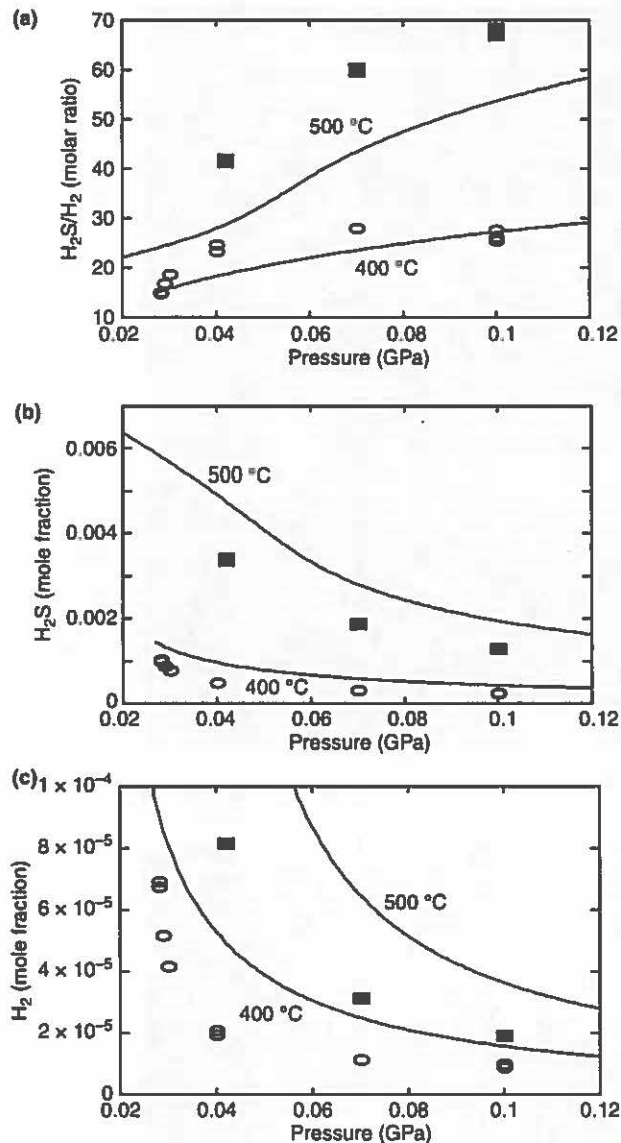 (a)
70
60
50
40
30
20
10
H₂S/H₂ (molar ratio)
500 °C
400 °C
0.02 0.04 0.06 0.08 0.1 0.12
Pressure (GPa)
(b)
0.006
0.004
0.002
0
H₂S (mole fraction)
500 °C
400 °C
0.02 0.04 0.06 0.08 0.1 0.12
Pressure (GPa)
(c)
1 × 10⁻⁴
8 × 10⁻⁵
6 × 10⁻⁵
4 × 10⁻⁵
2 × 10⁻⁵
0
H₂ (mole fraction)
500 °C
400 °C
0.02 0.04 0.06 0.08 0.1 0.12
Pressure (GPa)